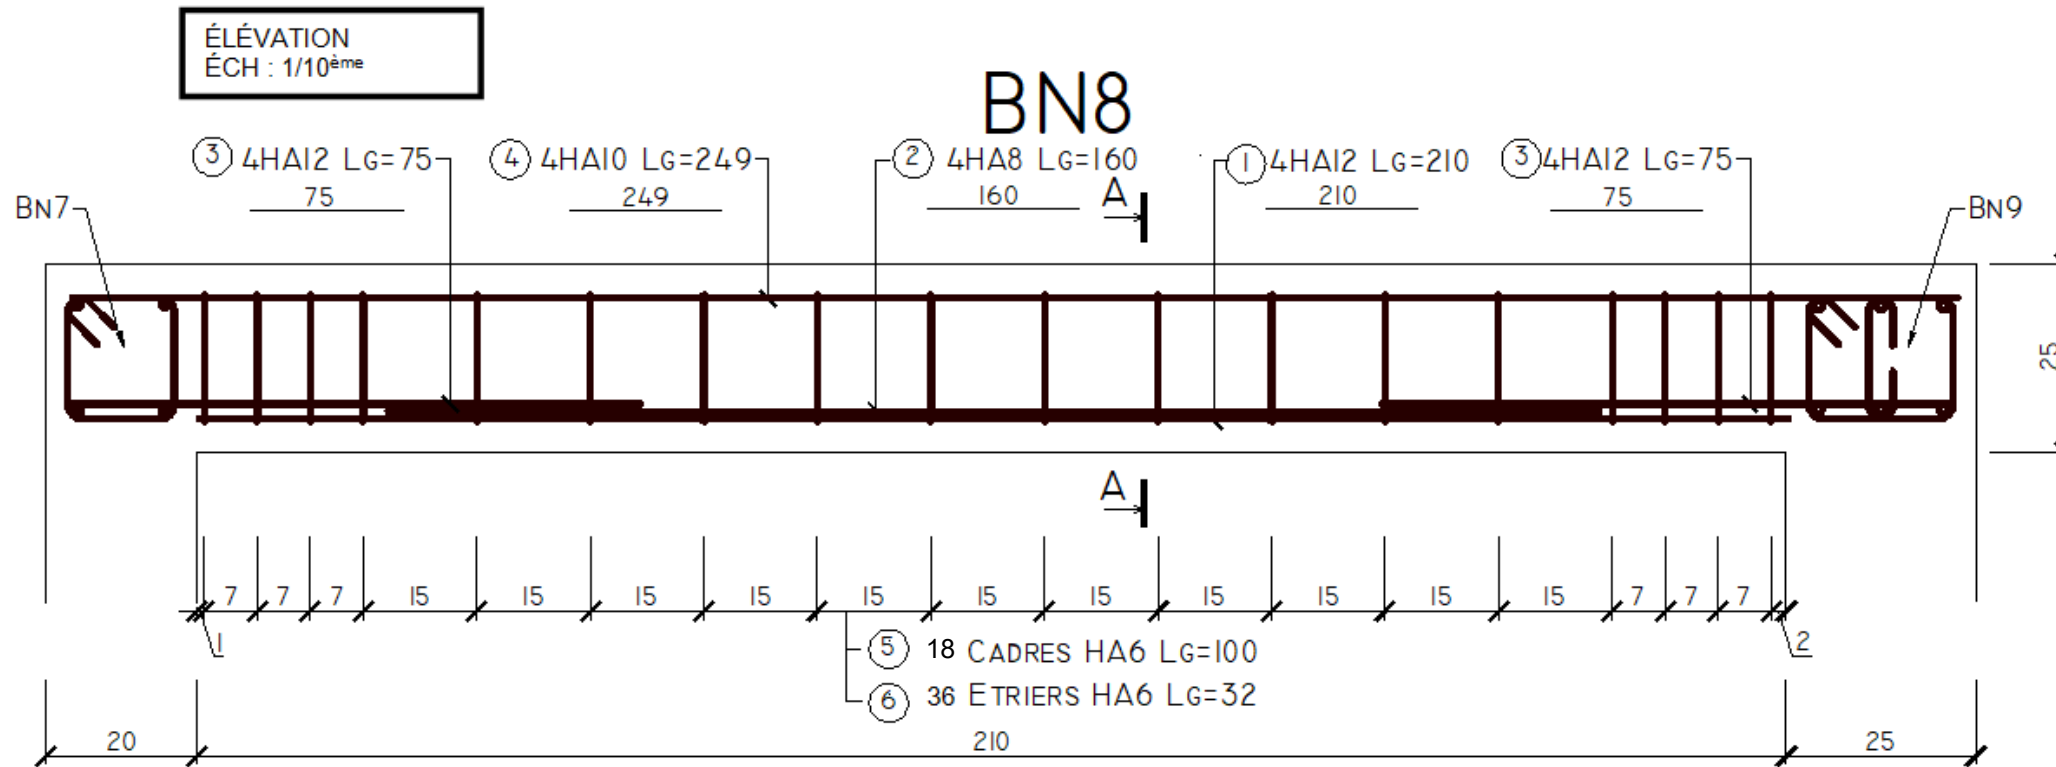 ÉLÉVATION
ÉCH : 1/10ème
BN8
3 4HA12 LG=75
75
4 4HA10 LG=249
249
2 4HA8 LG=160
160
1 4HA12 LG=210
210
3 4HA12 LG=75
75
A
BN7
BN9
25
A
7 7 7 15 15 15 15 15 15 15 15 15 15 15 7 7 7
1
2
5 18 CADRES HA6 LG=100
6 36 ETRIERS HA6 LG=32
20 210 25